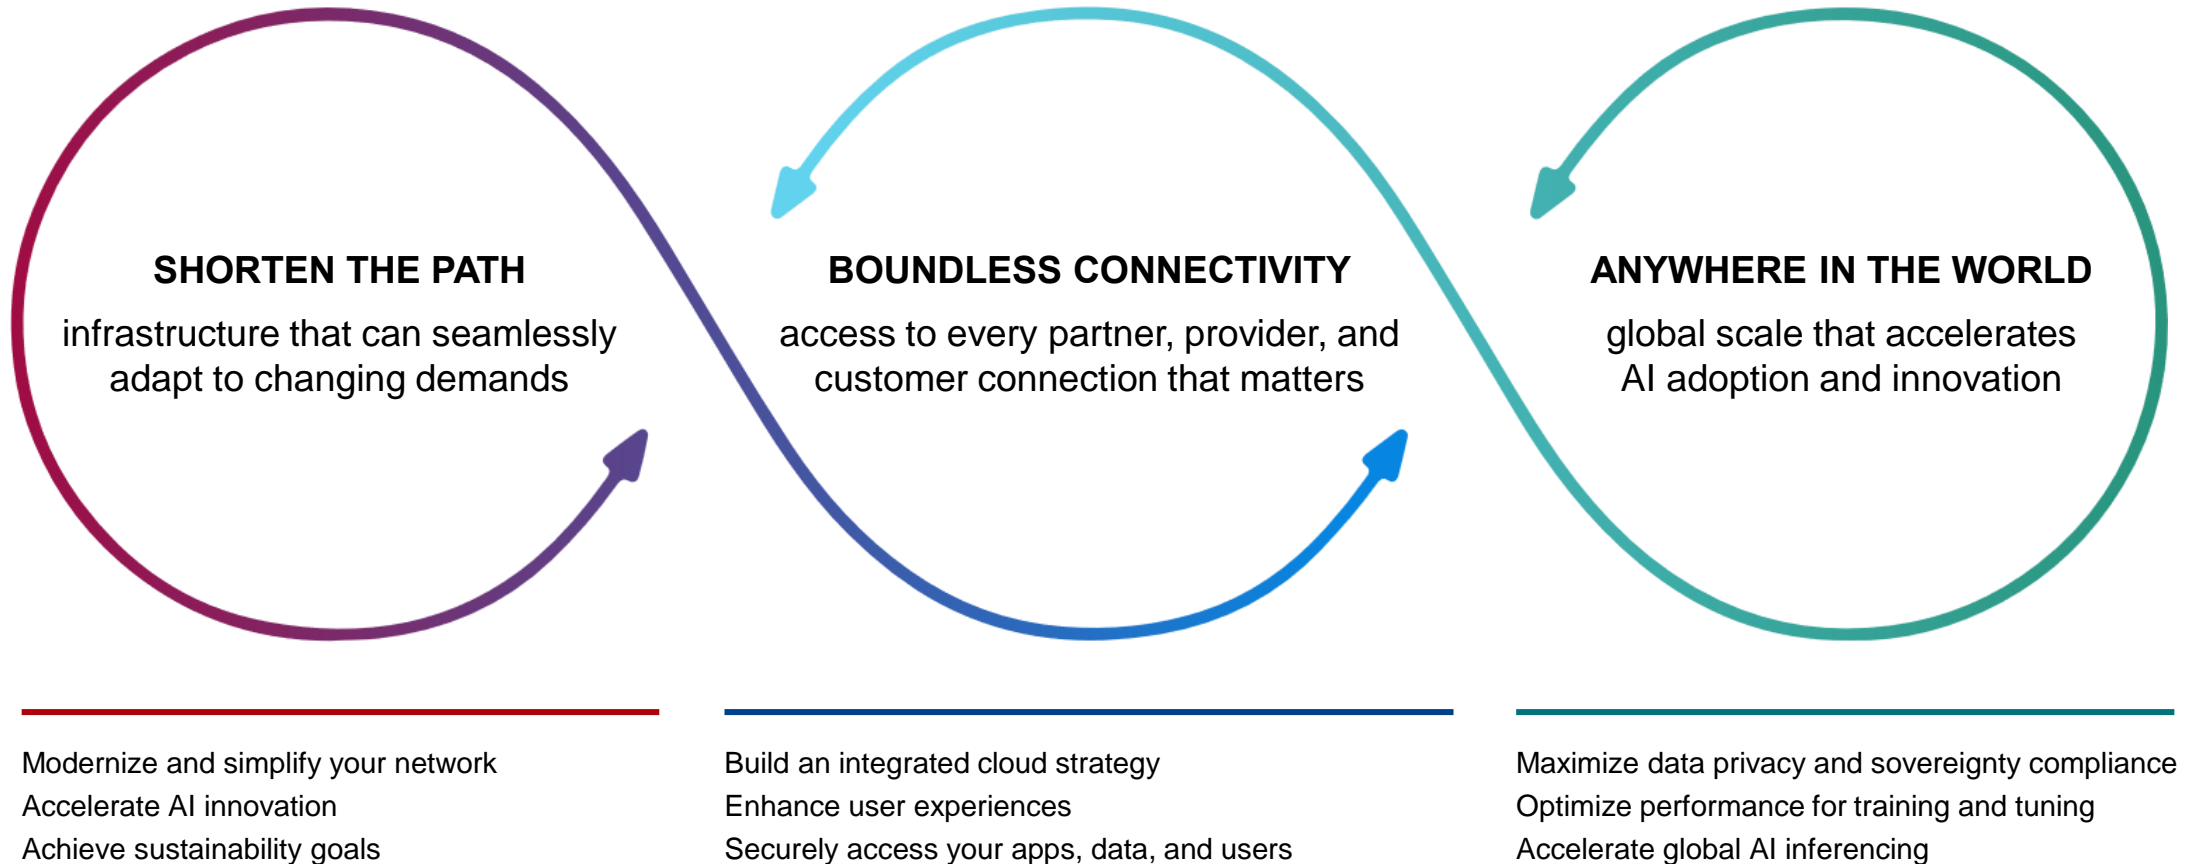 SHORTEN THE PATH
infrastructure that can seamlessly
adapt to changing demands
BOUNDLESS CONNECTIVITY
access to every partner, provider, and
customer connection that matters
ANYWHERE IN THE WORLD
global scale that accelerates
AI adoption and innovation
Modernize and simplify your network
Accelerate AI innovation
Achieve sustainability goals
Build an integrated cloud strategy
Enhance user experiences
Securely access your apps, data, and users
Maximize data privacy and sovereignty compliance
Optimize performance for training and tuning
Accelerate global AI inferencing